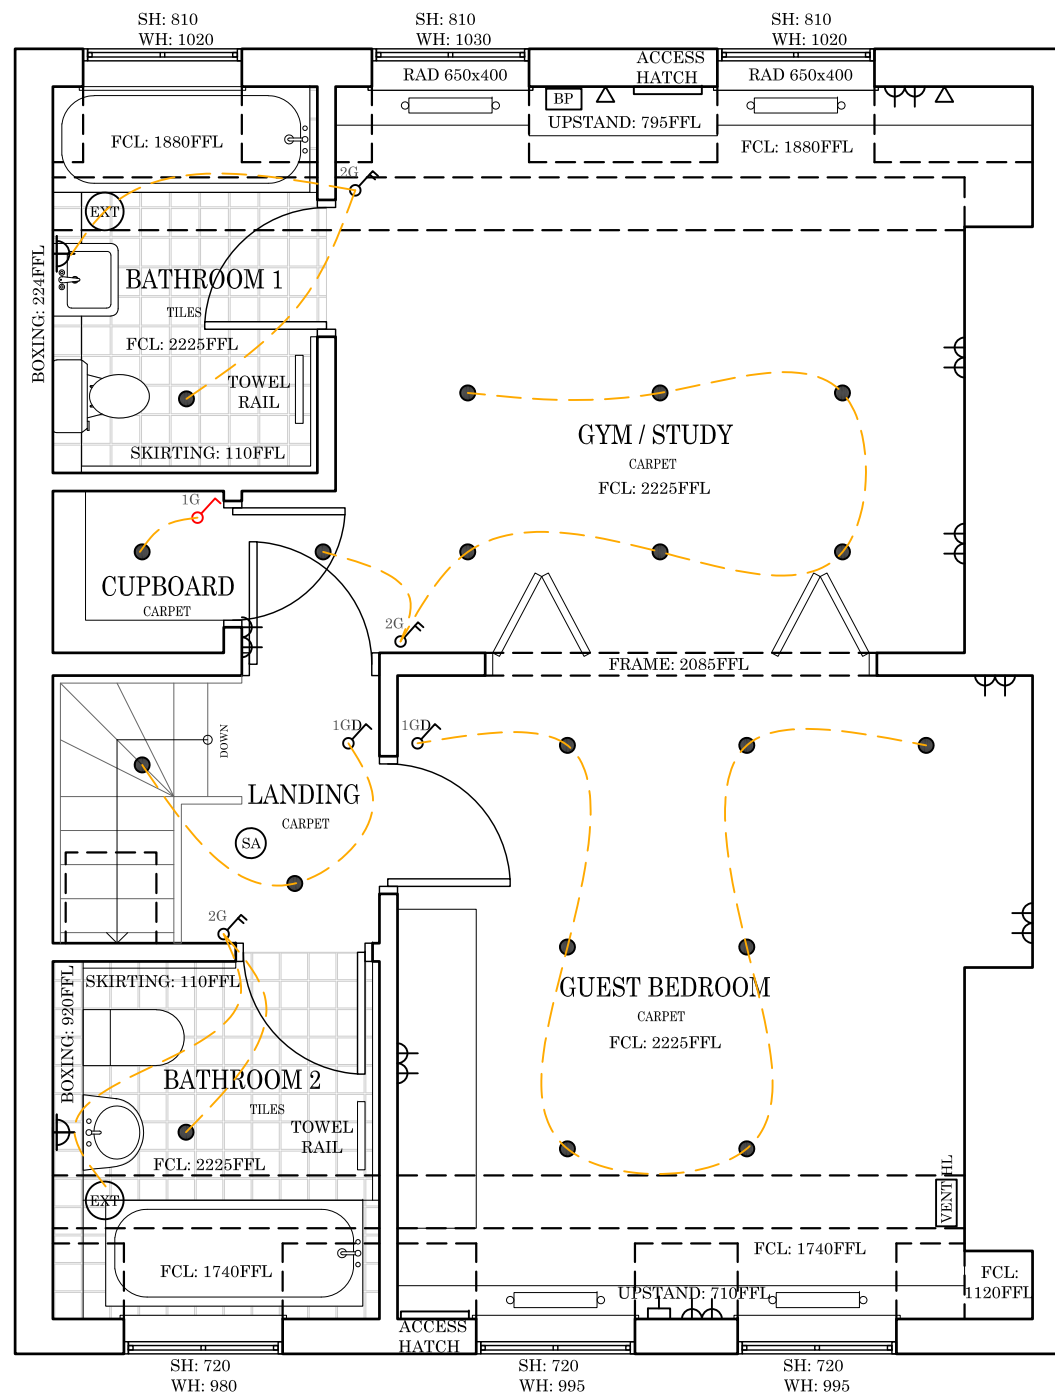 SH: 810
WH: 1020
SH: 810
WH: 1030
SH: 810
WH: 1020
RAD 650x400
ACCESS
HATCH
RAD 650x400
BP
UPSTAND: 795FFL
FCL: 1880FFL
FCL: 1880FFL
2G
EXT
BOXING: 224FFL
BATHROOM 1
TILES
FCL: 2225FFL
TOWEL
RAIL
SKIRTING: 110FFL
GYM / STUDY
CARPET
FCL: 2225FFL
1G
CUPBOARD
CARPET
2G
FRAME: 2085FFL
DOWN
1GD
1GD
LANDING
CARPET
SA
2G
SKIRTING: 110FFL
BOXING: 920FFL
GUEST BEDROOM
CARPET
FCL: 2225FFL
BATHROOM 2
TILES
TOWEL
RAIL
FCL: 2225FFL
EXT
VENT HL
FCL: 1740FFL
FCL: 1740FFL
UPSTAND: 710FFL
FCL:
1120FFL
ACCESS
HATCH
SH: 720
WH: 980
SH: 720
WH: 995
SH: 720
WH: 995